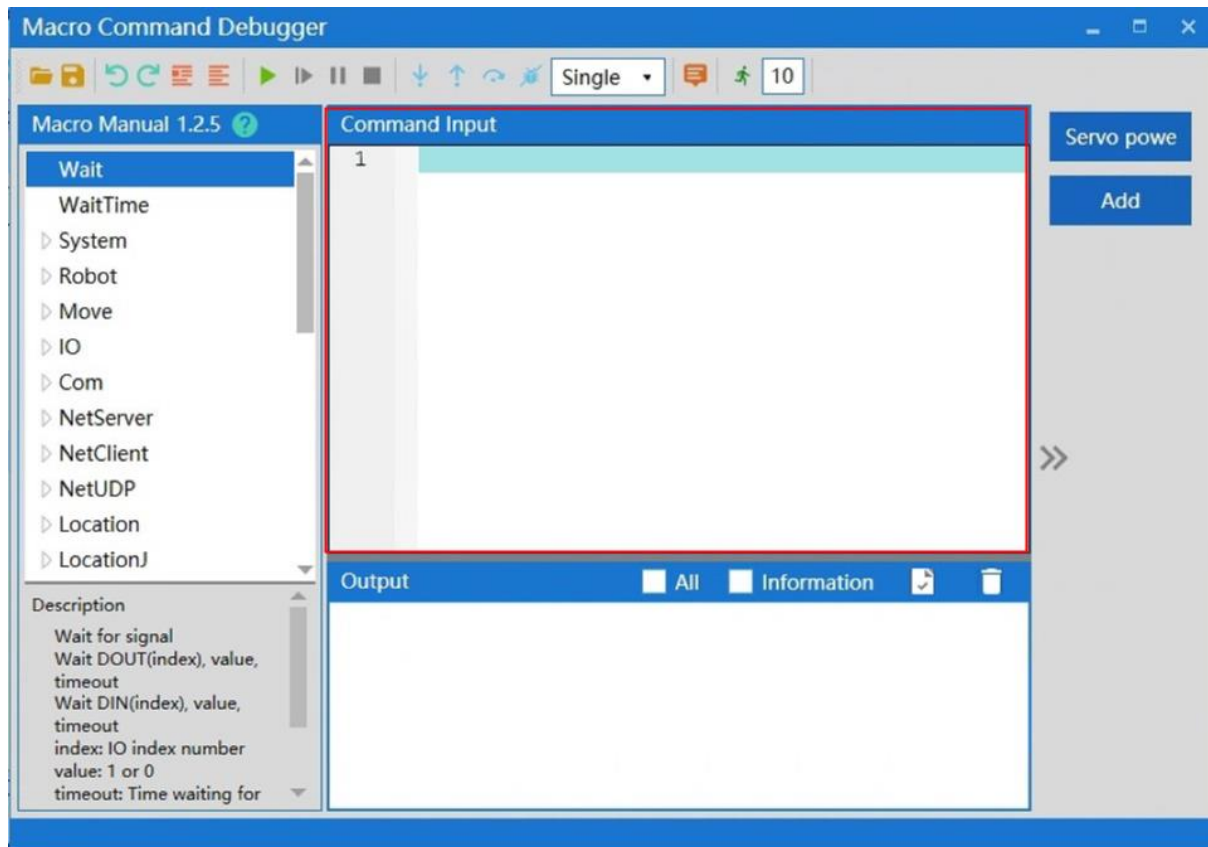 Macro Command Debugger
Single
10
Macro Manual 1.2.5 ?
Wait
WaitTime
System
Robot
Move
IO
Com
NetServer
NetClient
NetUDP
Location
LocationJ
Description
Wait for signal
Wait DOUT(index), value,
timeout
Wait DIN(index), value,
timeout
index: IO index number
value: 1 or 0
timeout: Time waiting for
Command Input
1
Output
All
Information
Servo powe
Add